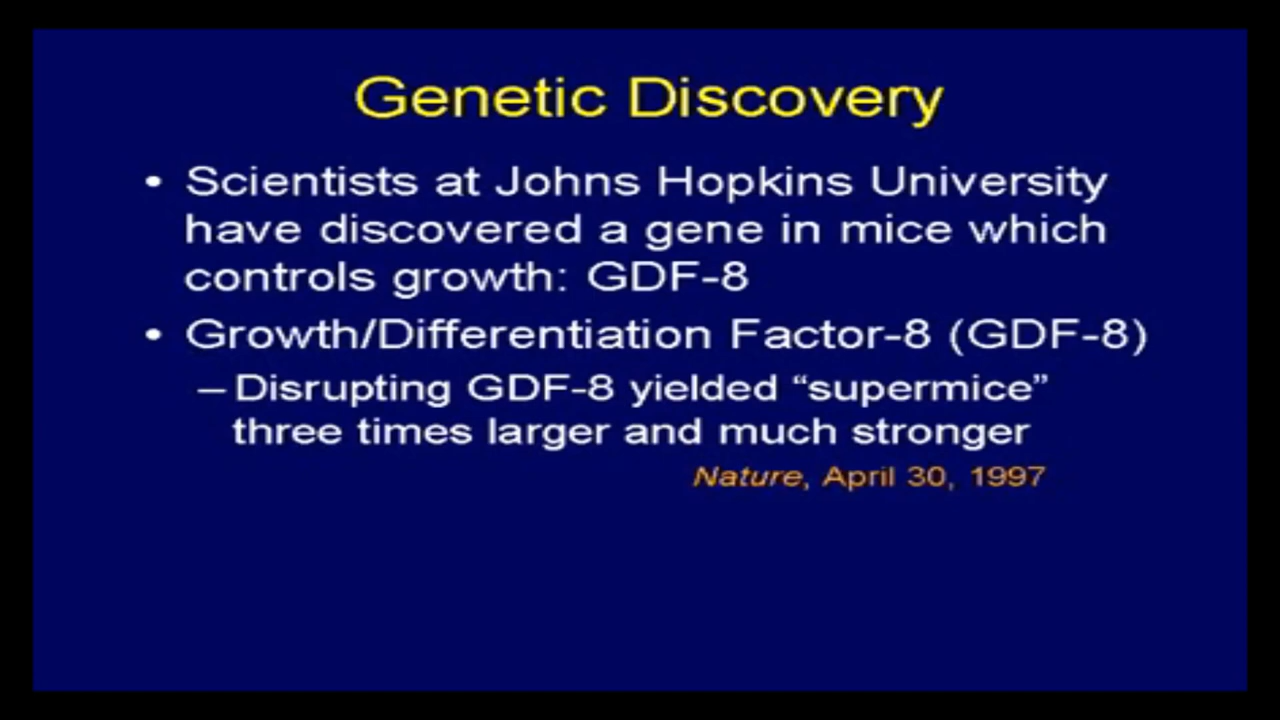 Genetic Discovery
• Scientists at Johns Hopkins University
have discovered a gene in mice which
controls growth: GDF-8
• Growth/Differentiation Factor-8 (GDF-8)
– Disrupting GDF-8 yielded “supermice”
three times larger and much stronger
Nature, April 30, 1997